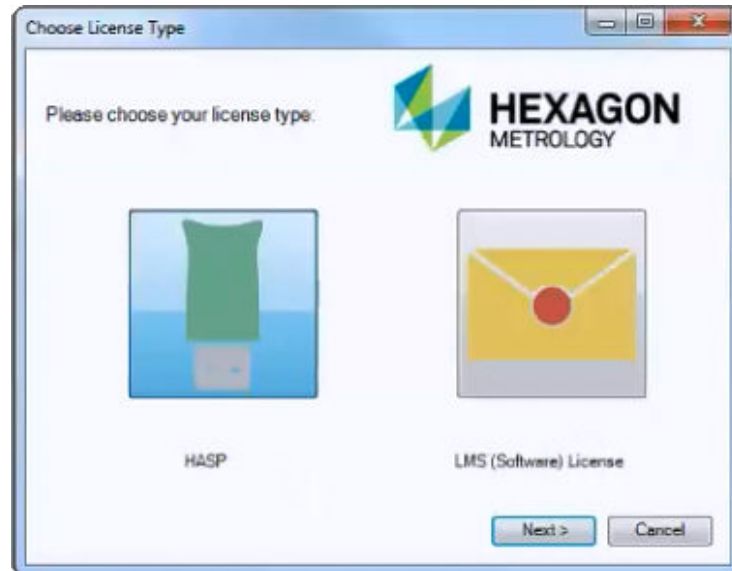 Choose License Type
Please choose your license type:
HEXAGON
METROLOGY
HASP
LMS (Software) License
Next >
Cancel